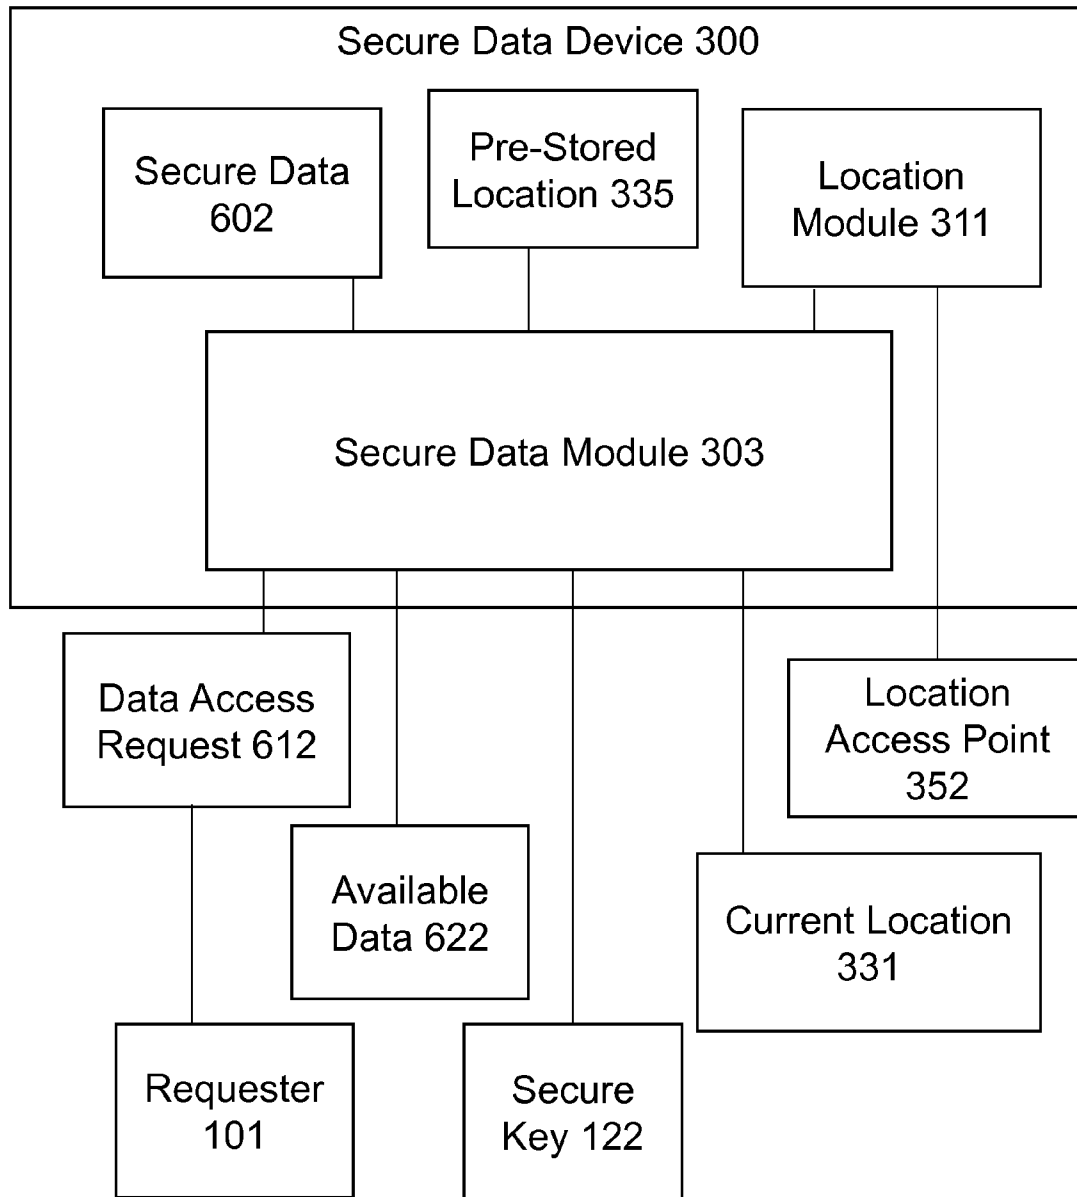 Secure Data Device 300
Secure Data
602
Pre-Stored
Location 335
Location
Module 311
Secure Data Module 303
Data Access
Request 612
Location
Access Point
352
Available
Data 622
Current Location
331
Requester
101
Secure
Key 122